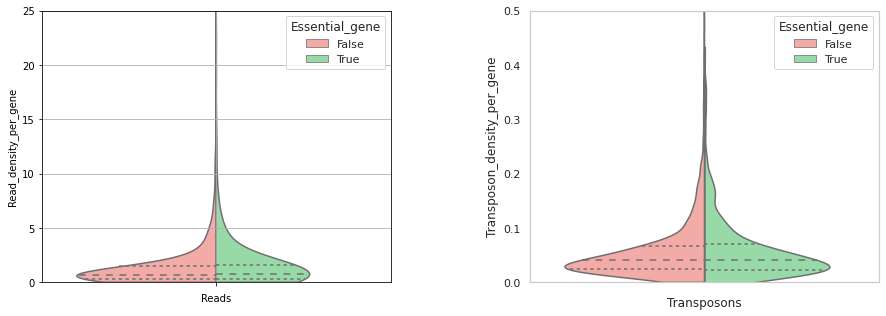 Read_density_per_gene
25
20
15
10
5
0
Essential_gene
False
True
Reads
Transposon_density_per_gene
0.5
0.4
0.3
0.2
0.1
0.0
Essential_gene
False
True
Transposons